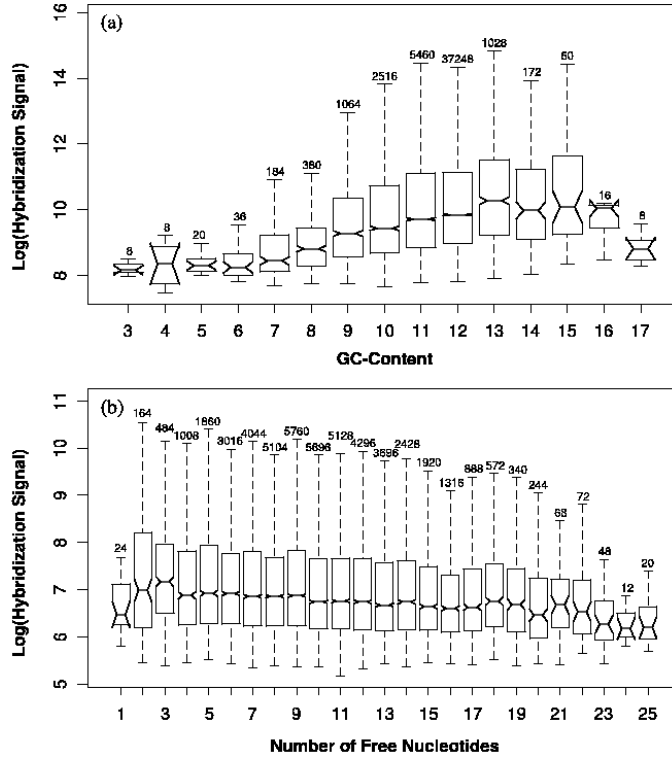 (a)
16
14
12
10
8
Log(Hybridization Signal)
8 8 20 36 184 380 1064 2516 5460 37248 1028 172 60 16 8
3 4 5 6 7 8 9 10 11 12 13 14 15 16 17
GC-Content
(b)
11
10
9
8
7
6
5
Log(Hybridization Signal)
24 164 484 1008 1860 3016 4044 5104 5760 5696 5128 4296 3696 2428 1920 1316 888 572 340 244 68 72 48 12 20
1 3 5 7 9 11 13 15 17 19 21 23 25
Number of Free Nucleotides